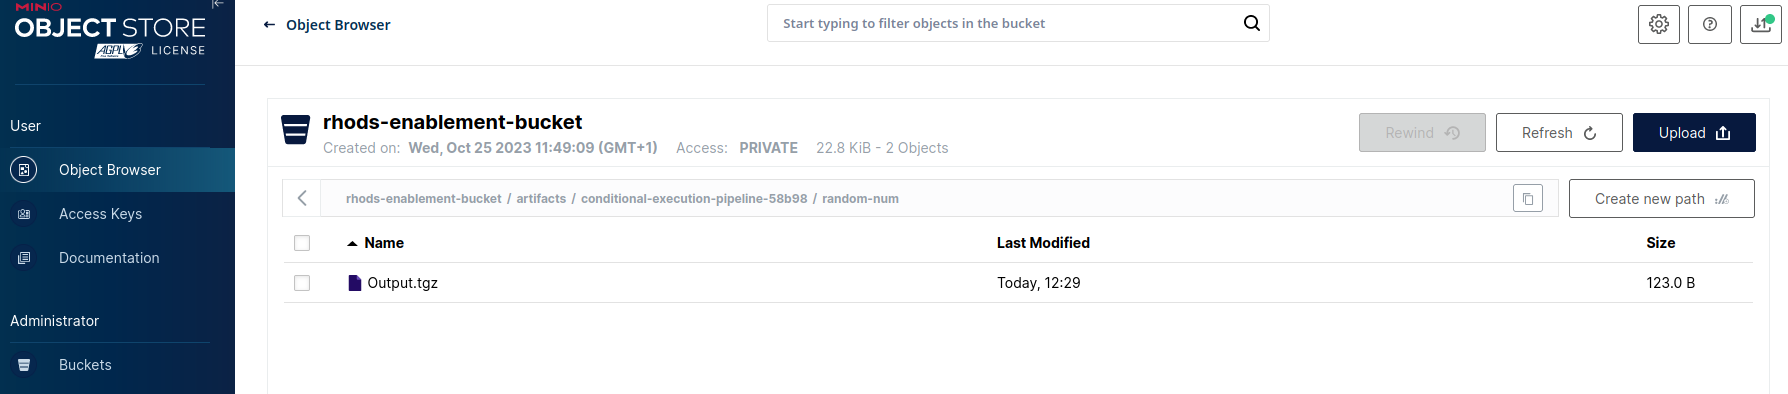 MINIO
OBJECT STORE
AGPLv3 LICENSE
User
Object Browser
Access Keys
Documentation
Administrator
Buckets
← Object Browser
Start typing to filter objects in the bucket
rhods-enablement-bucket
Created on: Wed, Oct 25 2023 11:49:09 (GMT+1) Access: PRIVATE 22.8 KiB - 2 Objects
Rewind
Refresh
Upload
rhods-enablement-bucket / artifacts / conditional-execution-pipeline-58b98 / random-num
Create new path
Name Last Modified Size
Output.tgz Today, 12:29 123.0 B